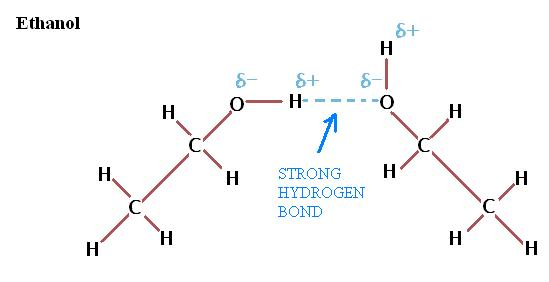 Ethanol
δ+
H
δ− δ+ δ−
O H O
H H
C C
H H
STRONG
HYDROGEN
BOND
H H
C C
H H H H